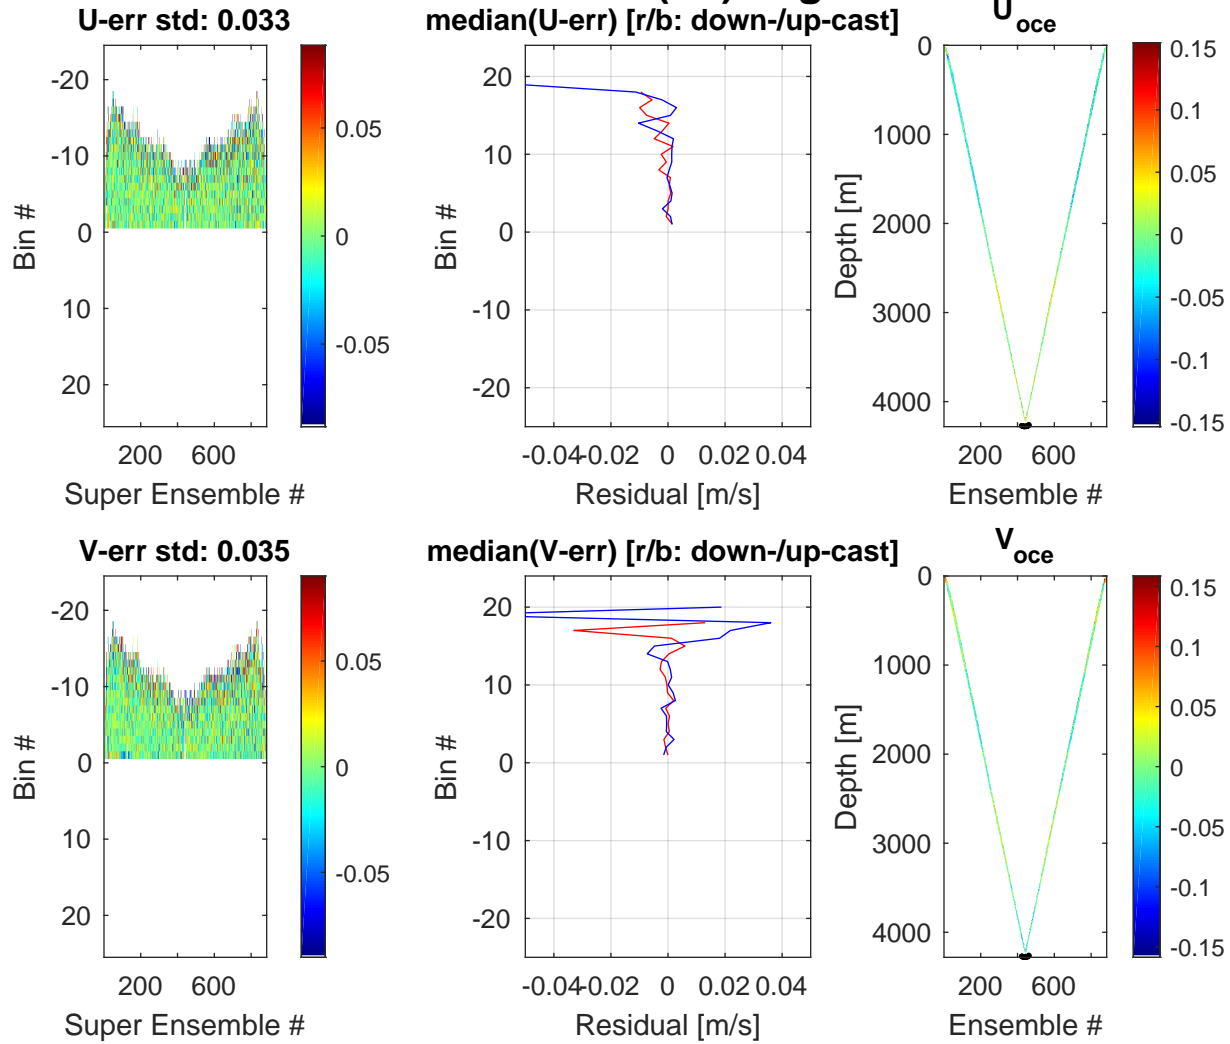 U-err std: 0.033
-20
-10
0
10
20
200 600
Super Ensemble #
Bin #
0.05
0
-0.05
median(U-err) [r/b: down-/up-cast]
20
10
0
-10
-20
-0.04 -0.02 0 0.02 0.04
Residual [m/s]
Bin #
U oce
0
1000
2000
3000
4000
200 600
Ensemble #
Depth [m]
0.15
0.1
0.05
0
-0.05
-0.1
-0.15
V-err std: 0.035
-20
-10
0
10
20
200 600
Super Ensemble #
Bin #
0.05
0
-0.05
median(V-err) [r/b: down-/up-cast]
20
10
0
-10
-20
-0.04 -0.02 0 0.02 0.04
Residual [m/s]
Bin #
V oce
0
1000
2000
3000
4000
200 600
Ensemble #
Depth [m]
0.15
0.1
0.05
0
-0.05
-0.1
-0.15